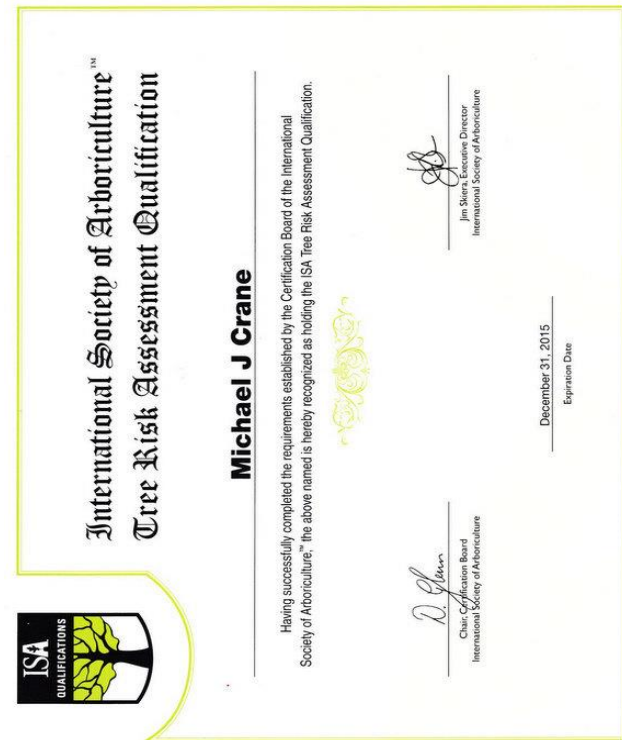 ISA
QUALIFICATIONS
International Society of Arboriculture™
Tree Risk Assessment Qualification
Michael J Crane
Having successfully completed the requirements established by the Certification Board of the International
Society of Arboriculture,™ the above named is hereby recognized as holding the ISA Tree Risk Assessment Qualification.
D. Glenn
Chair, Certification Board
International Society of Arboriculture
Jim Skiera, Executive Director
International Society of Arboriculture
December 31, 2015
Expiration Date